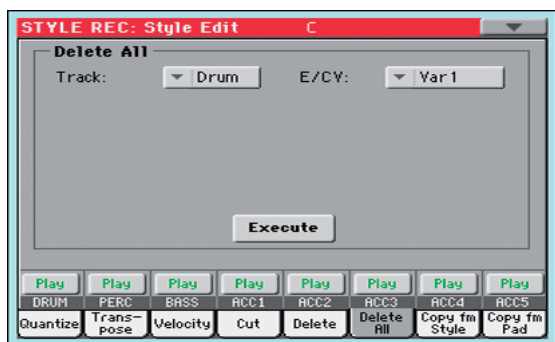 STYLE REC: Style Edit C
Delete All
Track: Drum E/CV: Var1
Execute
Play Play Play Play Play Play Play Play
DRUM PERC BASS ACC1 ACC2 ACC3 ACC4 ACC5
Quantize Trans-pose Velocity Cut Delete Delete All Copy fm Style Copy fm Pad